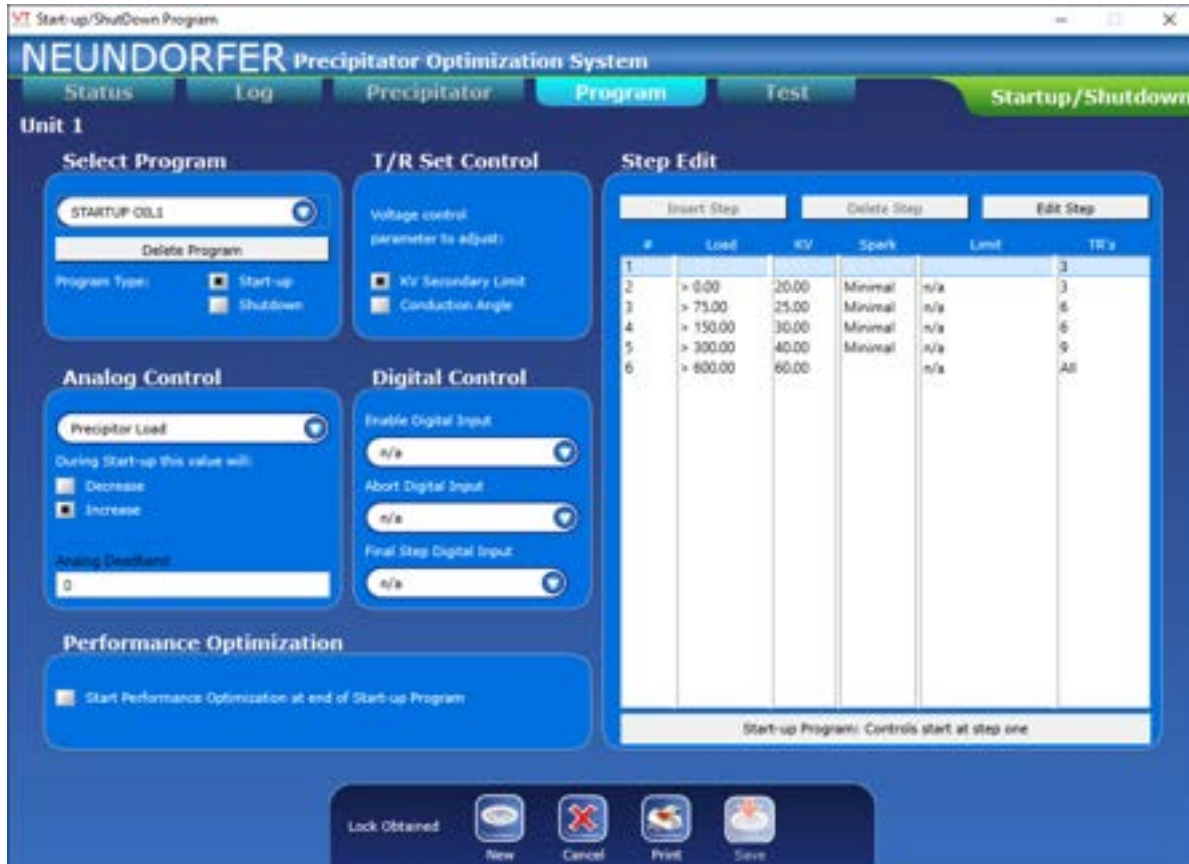 Start-up/ShutDown Program
NEUNDORFER Precipitator Optimization System
Status Log Precipitator Program Test Startup/Shutdown
Unit 1
Select Program
STARTUP OIL1
Delete Program
Program Type: Start-up
Shutdown
T/R Set Control
Voltage control
parameter to adjust:
KV Secondary Limit
Conduction Angle
Analog Control
Precipitor Load
During Start-up this value will:
Decrease
Increase
Analog Deadband
0
Digital Control
Enable Digital Input
n/a
Abort Digital Input
n/a
Final Step Digital Input
n/a
Performance Optimization
Start Performance Optimization at end of Start-up Program
Step Edit
Insert Step Delete Step Edit Step
# Load KV Spark Limit TR's
1 3
2 > 0.00 20.00 Minimal n/a 3
3 > 75.00 25.00 Minimal n/a 6
4 > 150.00 30.00 Minimal n/a 6
5 > 300.00 40.00 Minimal n/a 9
6 > 600.00 60.00 n/a All
Start-up Program: Controls start at step one
Lock Obtained
New Cancel Print Save